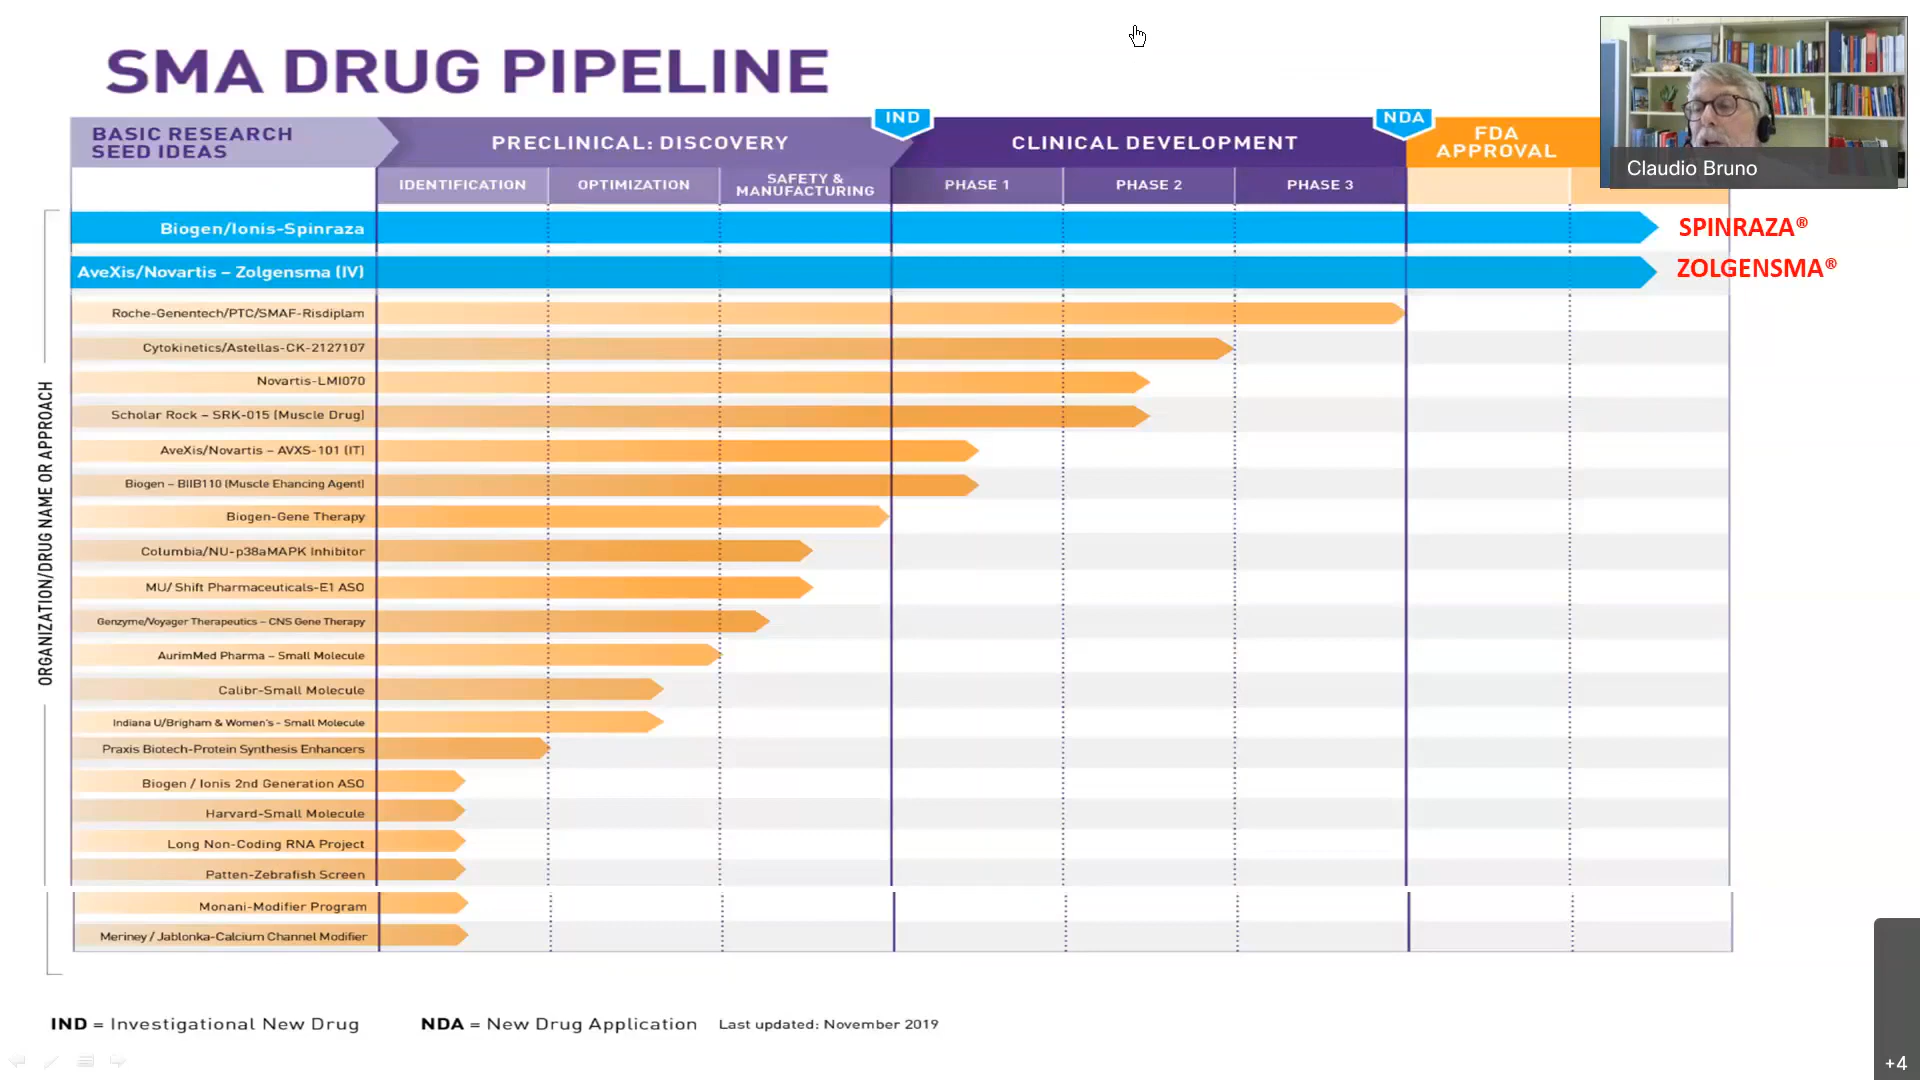 SMA DRUG PIPELINE
Claudio Bruno
IND
NDA
BASIC RESEARCH
SEED IDEAS
PRECLINICAL: DISCOVERY
CLINICAL DEVELOPMENT
FDA
APPROVAL
IDENTIFICATION
OPTIMIZATION
SAFETY &
MANUFACTURING
PHASE 1
PHASE 2
PHASE 3
ORGANIZATION/DRUG NAME OR APPROACH
Biogen/Ionis-Spinraza
SPINRAZA®
AveXis/Novartis – Zolgensma (IV)
ZOLGENSMA®
Roche-Genentech/PTC/SMAF-Risdiplam
Cytokinetics/Astellas-CK-2127107
Novartis-LMI070
Scholar Rock – SRK-015 (Muscle Drug)
AveXis/Novartis – AVXS-101 (IT)
Biogen – BIIB110 (Muscle Ehancing Agent)
Biogen-Gene Therapy
Columbia/NU-p38aMAPK Inhibitor
MU/ Shift Pharmaceuticals-E1 ASO
Genzyme/Voyager Therapeutics – CNS Gene Therapy
AurimMed Pharma – Small Molecule
Calibr-Small Molecule
Indiana U/Brigham & Women's - Small Molecule
Praxis Biotech-Protein Synthesis Enhancers
Biogen / Ionis 2nd Generation ASO
Harvard-Small Molecule
Long Non-Coding RNA Project
Patten-Zebrafish Screen
Monani-Modifier Program
Meriney / Jablonka-Calcium Channel Modifier
IND = Investigational New Drug
NDA = New Drug Application
Last updated: November 2019
+4